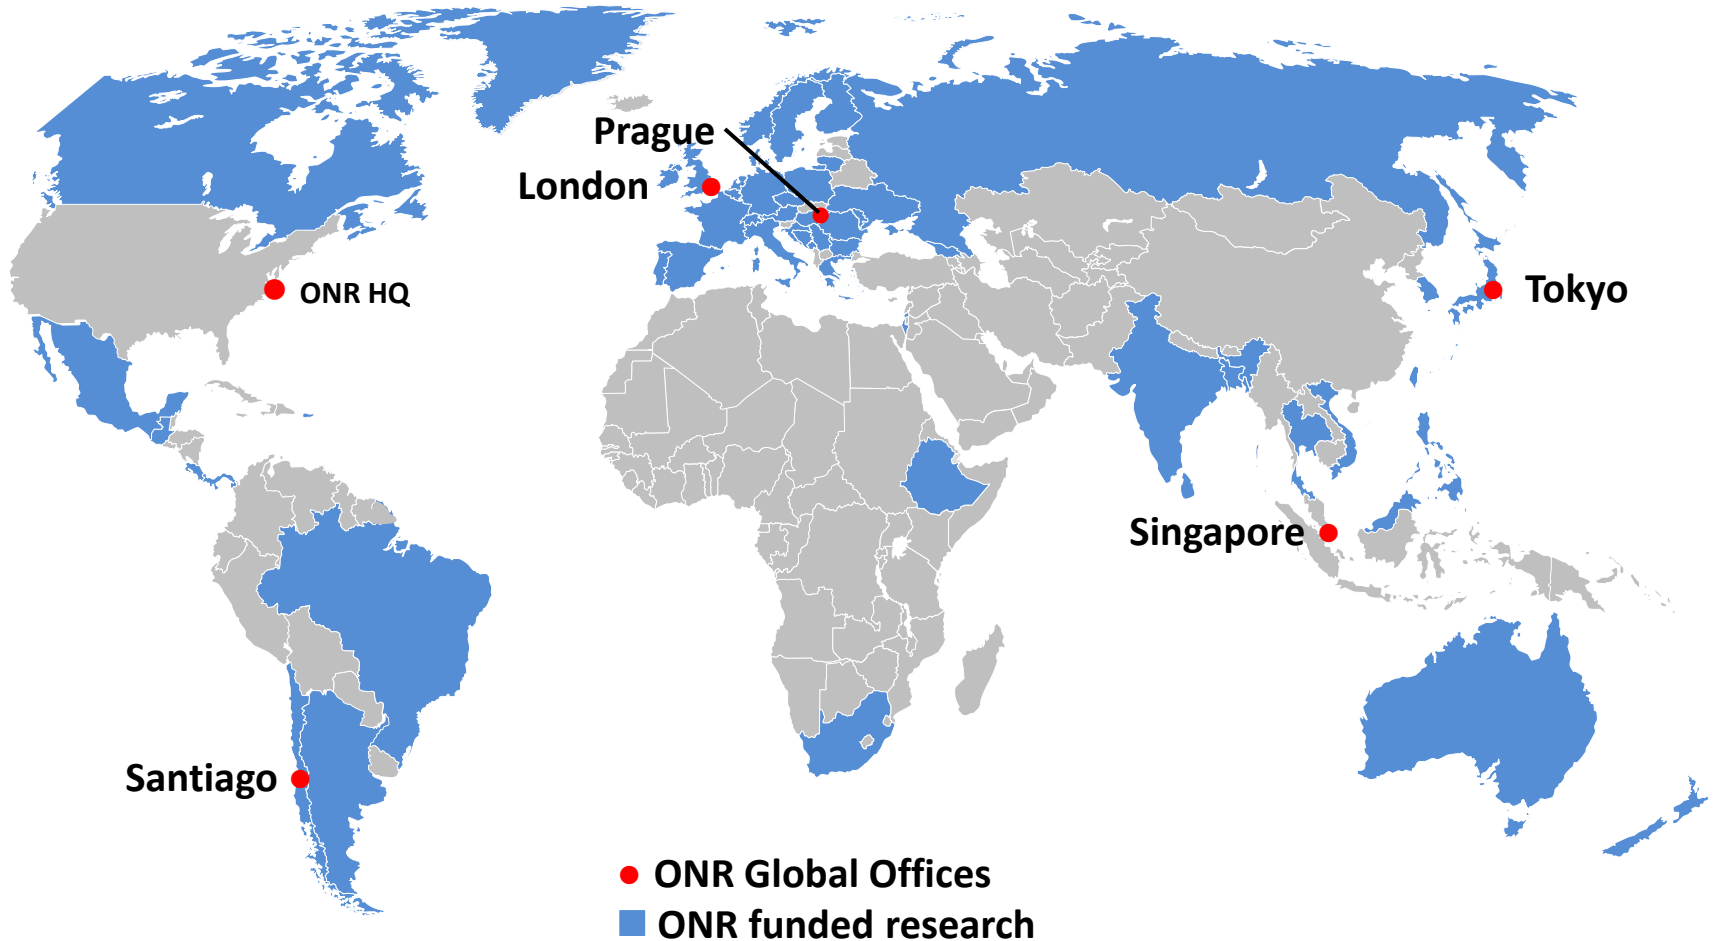 Prague
London
ONR HQ
Tokyo
Singapore
Santiago
ONR Global Offices
ONR funded research